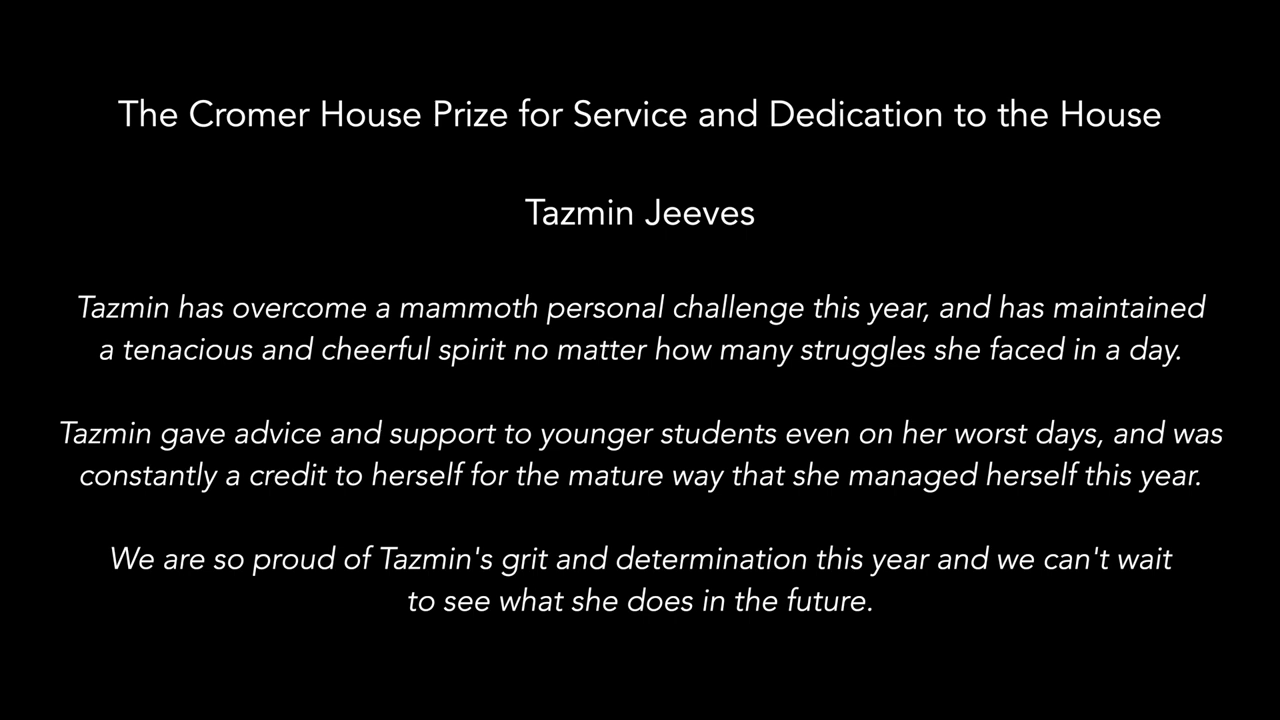 The Cromer House Prize for Service and Dedication to the House
Tazmin Jeeves
Tazmin has overcome a mammoth personal challenge this year, and has maintained
a tenacious and cheerful spirit no matter how many struggles she faced in a day.
Tazmin gave advice and support to younger students even on her worst days, and was
constantly a credit to herself for the mature way that she managed herself this year.
We are so proud of Tazmin's grit and determination this year and we can't wait
to see what she does in the future.